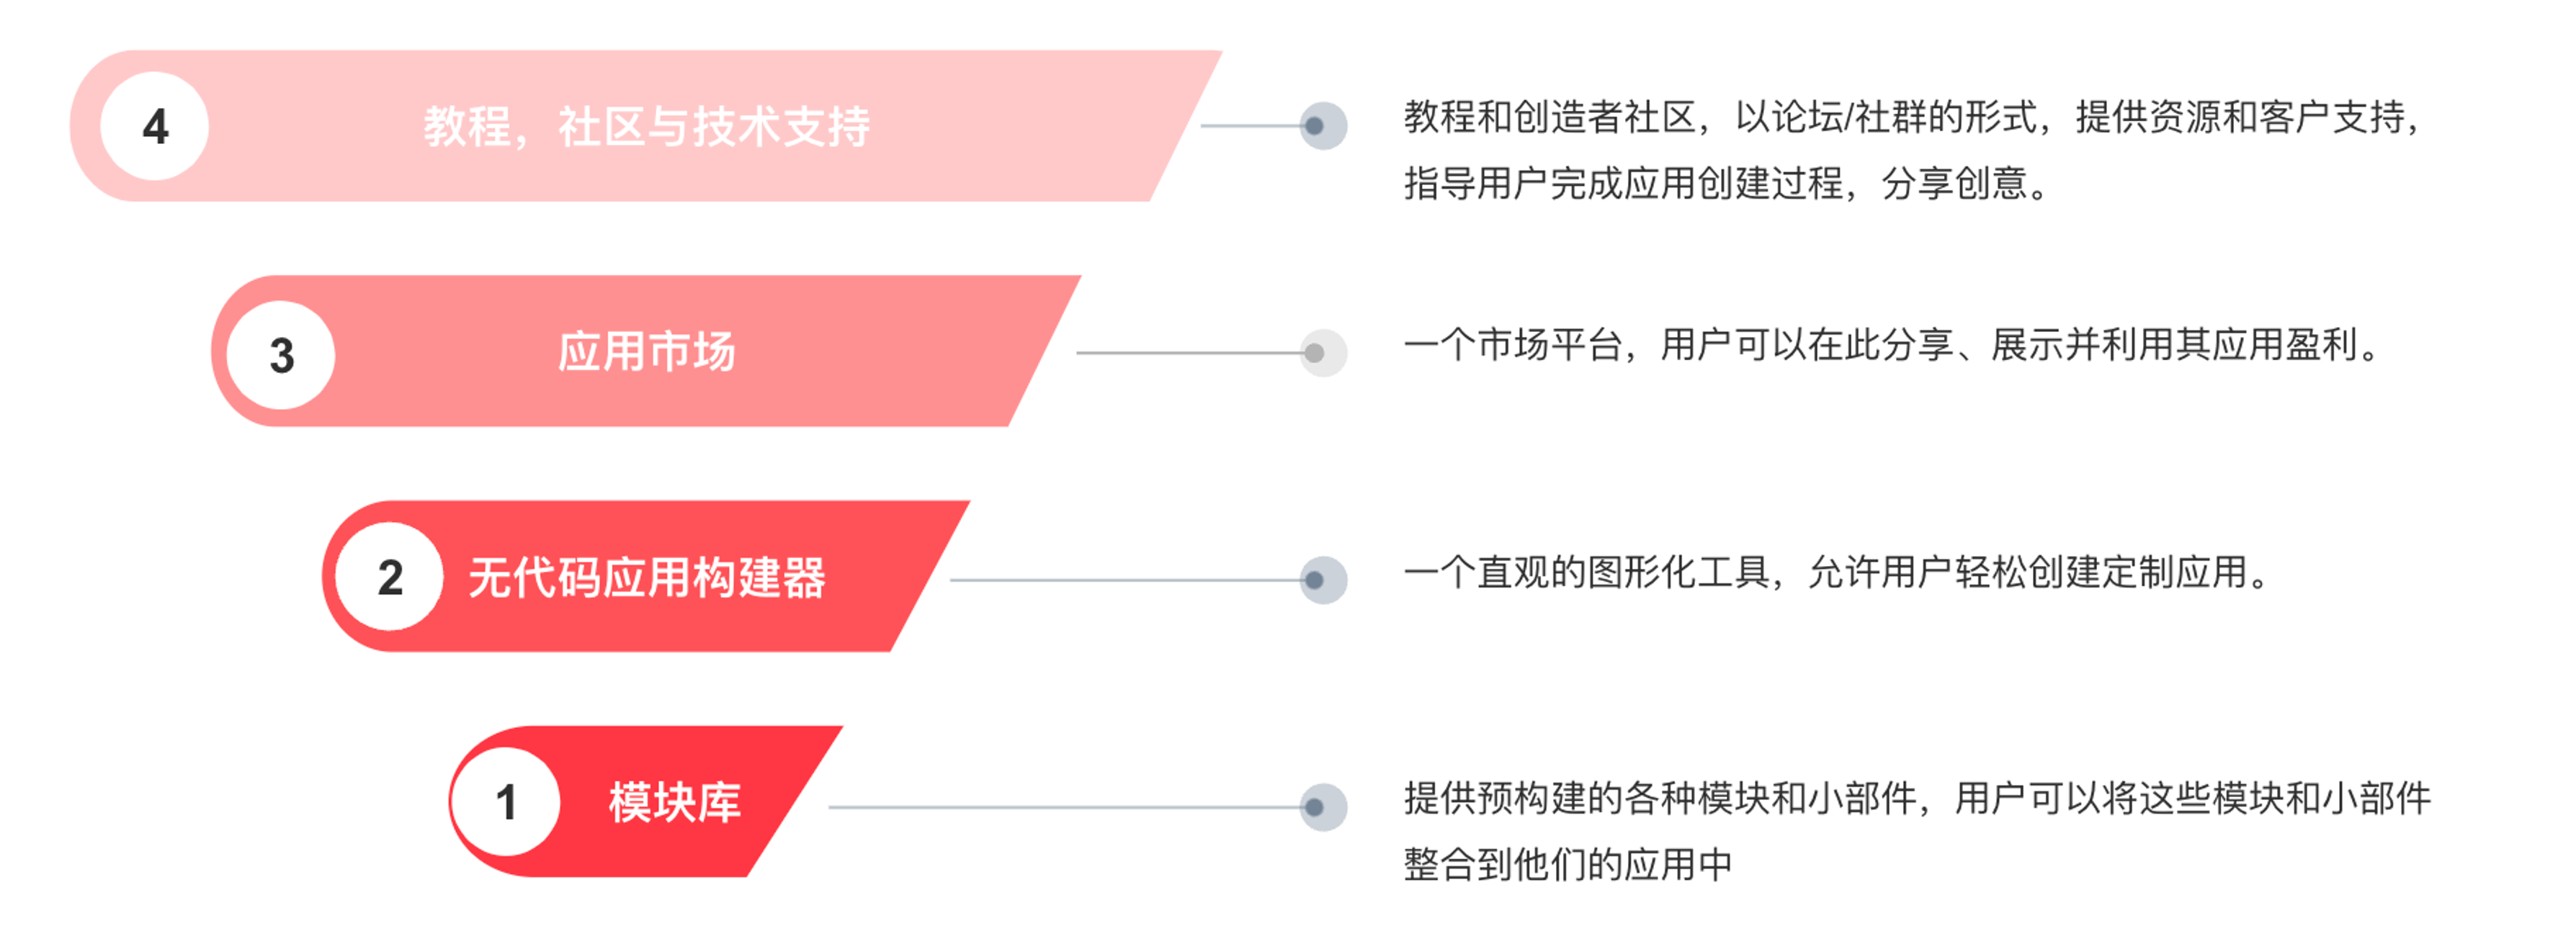 4
教程，社区与技术支持
教程和创造者社区，以论坛/社群的形式，提供资源和客户支持，
指导用户完成应用创建过程，分享创意。
3
应用市场
一个市场平台，用户可以在此分享、展示并利用其应用盈利。
2
无代码应用构建器
一个直观的图形化工具，允许用户轻松创建定制应用。
1
模块库
提供预构建的各种模块和小部件，用户可以将这些模块和小部件
整合到他们的应用中